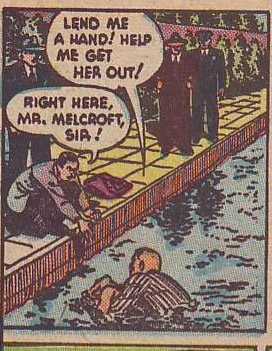 LEND ME
A HAND! HELP
ME GET
HER OUT!
RIGHT HERE,
MR. MELCROFT,
SIR!